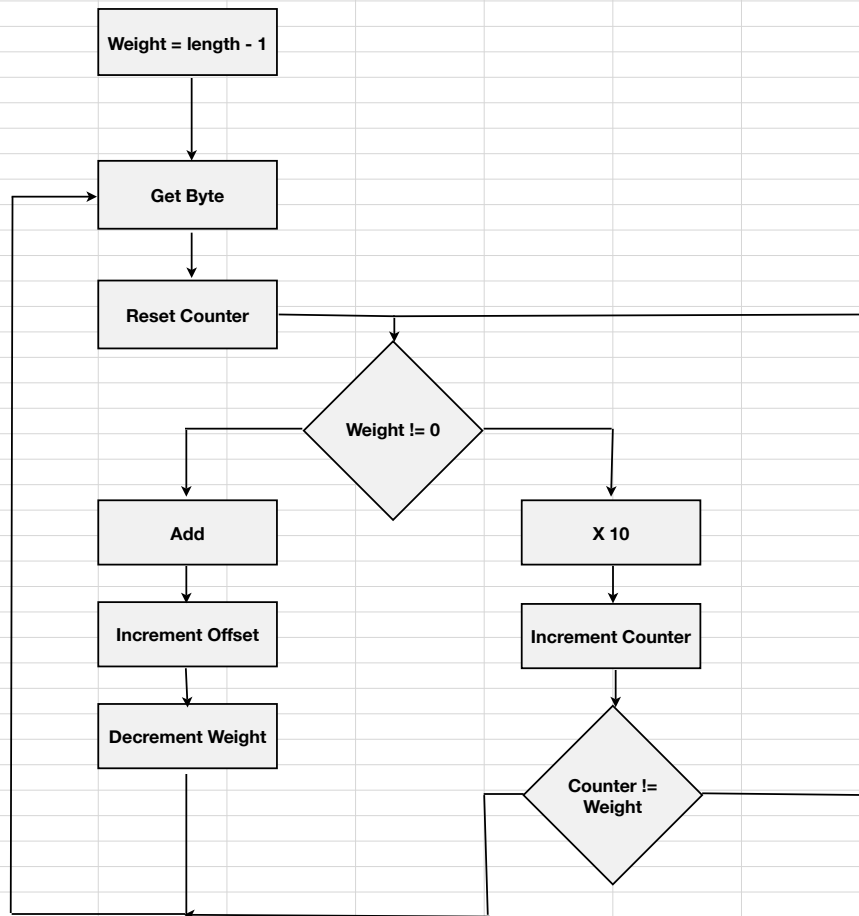 Weight = length - 1
Get Byte
Reset Counter
Weight != 0
Add
X 10
Increment Offset
Increment Counter
Decrement Weight
Counter !=
Weight